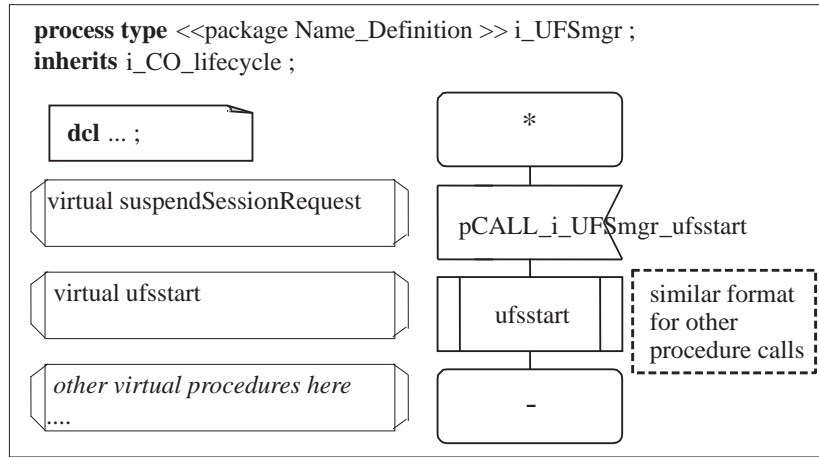 process type <<package Name_Definition >> i_UFSmgr ;
inherits i_CO_lifecycle ;
dcl ... ;
virtual suspendSessionRequest
virtual ufsstart
other virtual procedures here
....
*
pCALL_i_UFSmgr_ufsstart
ufsstart
-
similar format
for other
procedure calls